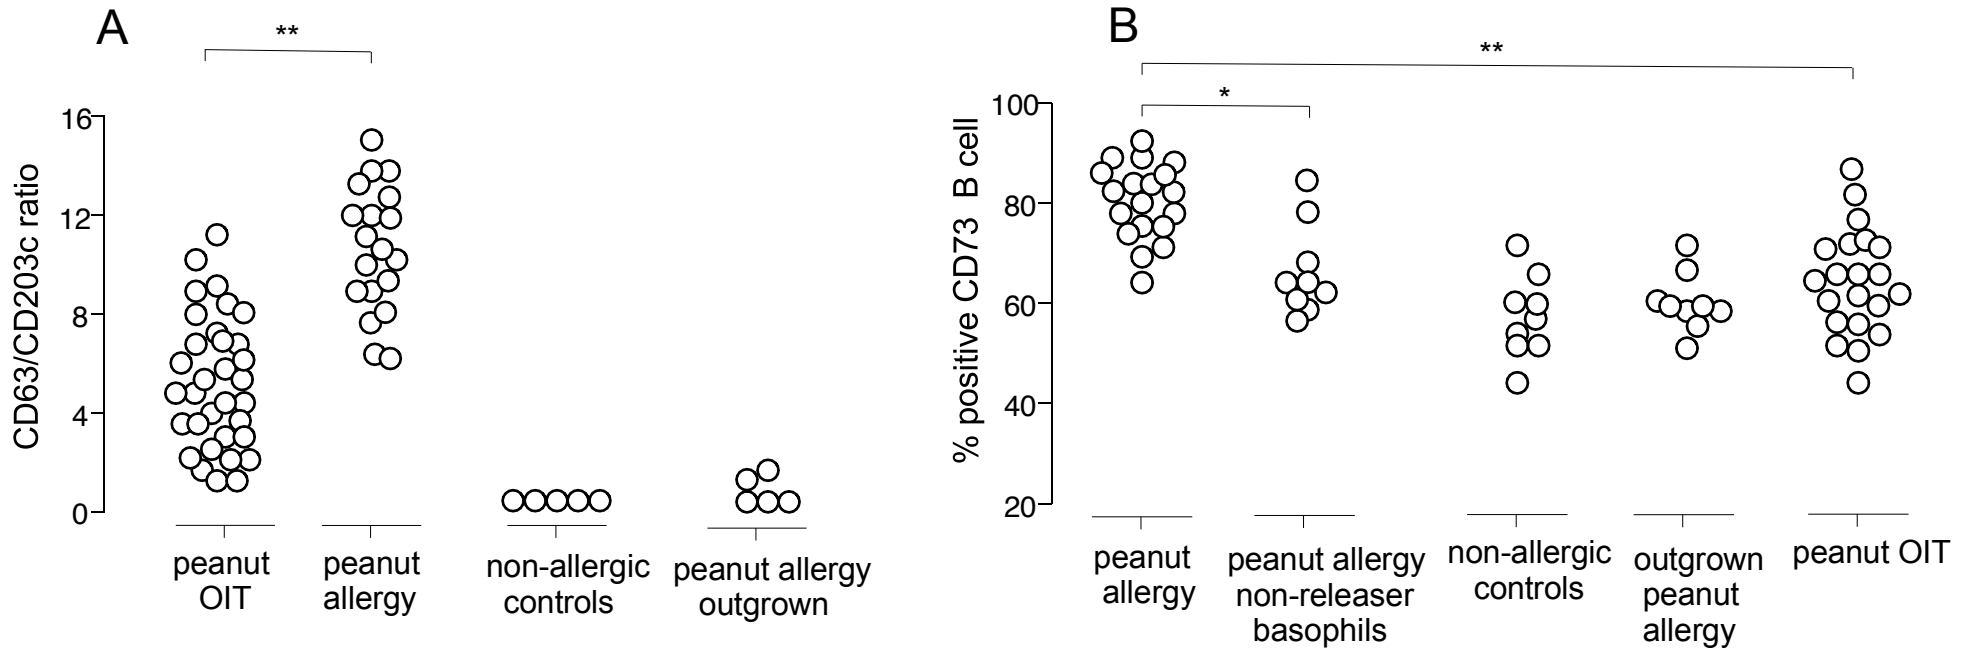 A
**
CD63/CD203c ratio
16
12
8
4
0
peanut
OIT
peanut
allergy
non-allergic
controls
peanut allergy
outgrown
B
**
*
% positive CD73 B cell
100
80
60
40
20
peanut
allergy
peanut allergy
non-releaser
basophils
non-allergic
controls
outgrown
peanut
allergy
peanut OIT